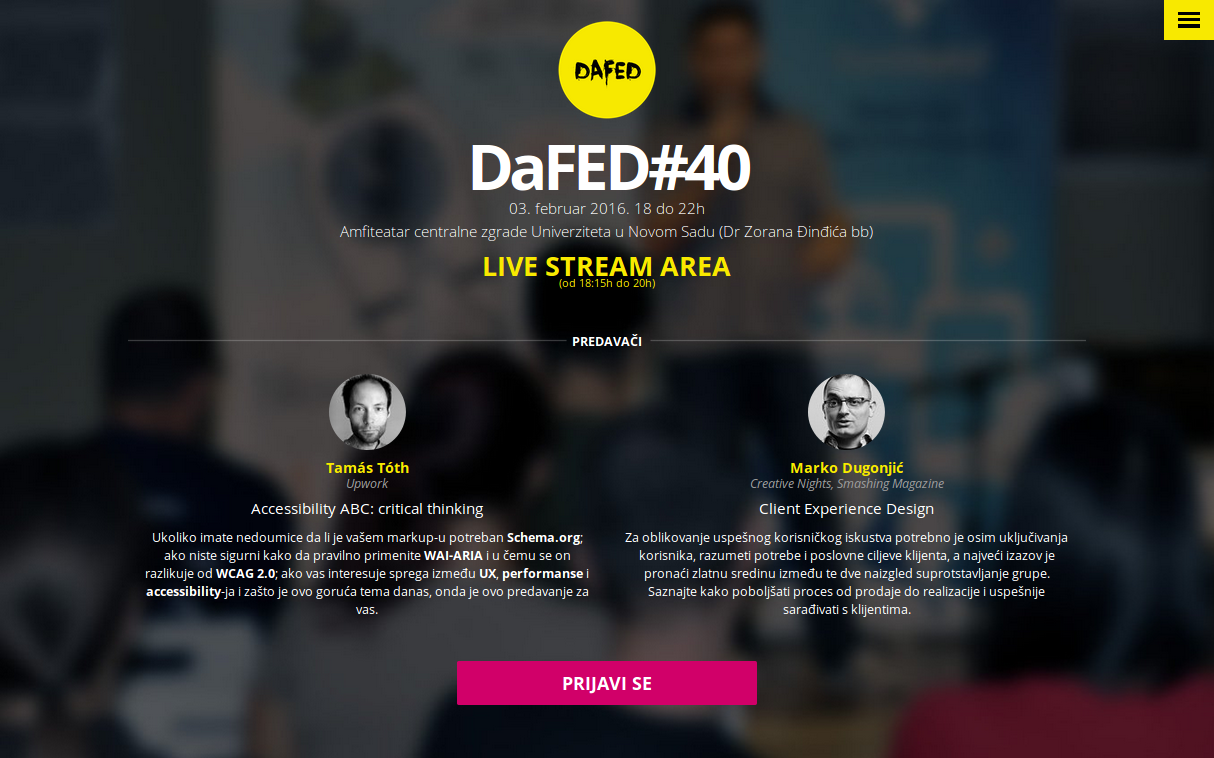 DAFED
DaFED#40
03. februar 2016. 18 do 22h
Amfiteatar centralne zgrade Univerziteta u Novom Sadu (Dr Zorana Đinđića bb)
LIVE STREAM AREA
(od 18:15h do 20h)
PREDAVAČI
Tamás Tóth
Upwork
Accessibility ABC: critical thinking
Ukoliko imate nedoumice da li je vašem markup-u potreban Schema.org;
ako niste sigurni kako da pravilno primenite WAI-ARIA i u čemu se on
razlikuje od WCAG 2.0; ako vas interesuje sprega između UX, performanse i
accessibility-ja i zašto je ovo goruća tema danas, onda je ovo predavanje za
vas.
Marko Dugonjić
Creative Nights, Smashing Magazine
Client Experience Design
Za oblikovanje uspešnog korisničkog iskustva potrebno je osim uključivanja
korisnika, razumeti potrebe i poslovne ciljeve klijenta, a najveći izazov je
pronaći zlatnu sredinu između te dve naizgled suprotstavljanje grupe.
Saznajte kako poboljšati proces od prodaje do realizacije i uspešnije
sarađivati s klijentima.
PRIJAVI SE